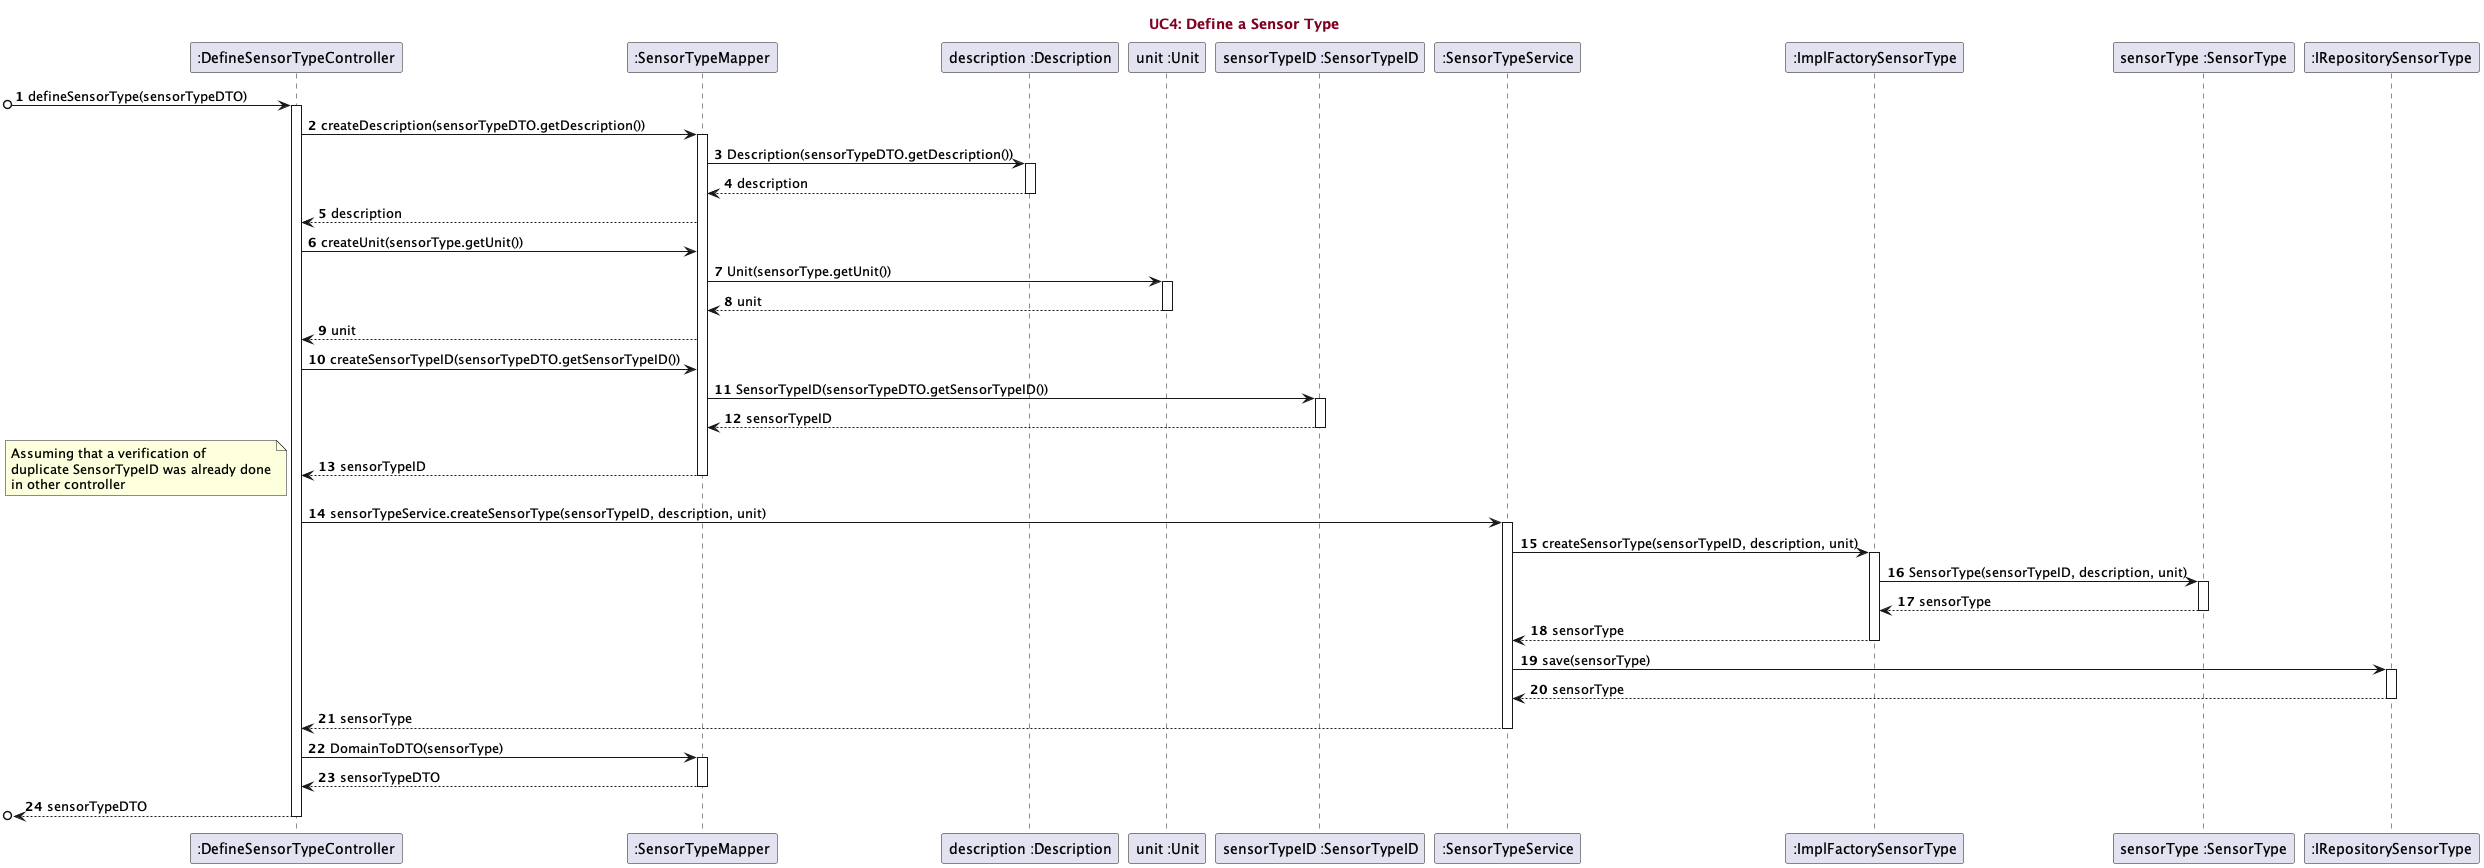 UC4: Define a Sensor Type
:DefineSensorTypeController :SensorTypeMapper description :Description unit :Unit sensorTypeID :SensorTypeID :SensorTypeService :ImplFactorySensorType sensorType :SensorType :IRepositorySensorType
1 defineSensorType(sensorTypeDTO)
2 createDescription(sensorTypeDTO.getDescription())
3 Description(sensorTypeDTO.getDescription())
4 description
5 description
6 createUnit(sensorType.getUnit())
7 Unit(sensorType.getUnit())
8 unit
9 unit
10 createSensorTypeID(sensorTypeDTO.getSensorTypeID())
11 SensorTypeID(sensorTypeDTO.getSensorTypeID())
12 sensorTypeID
Assuming that a verification of
duplicate SensorTypeID was already done
in other controller
13 sensorTypeID
14 sensorTypeService.createSensorType(sensorTypeID, description, unit)
15 createSensorType(sensorTypeID, description, unit)
16 SensorType(sensorTypeID, description, unit)
17 sensorType
18 sensorType
19 save(sensorType)
20 sensorType
21 sensorType
22 DomainToDTO(sensorType)
23 sensorTypeDTO
24 sensorTypeDTO
:DefineSensorTypeController :SensorTypeMapper description :Description unit :Unit sensorTypeID :SensorTypeID :SensorTypeService :ImplFactorySensorType sensorType :SensorType :IRepositorySensorType